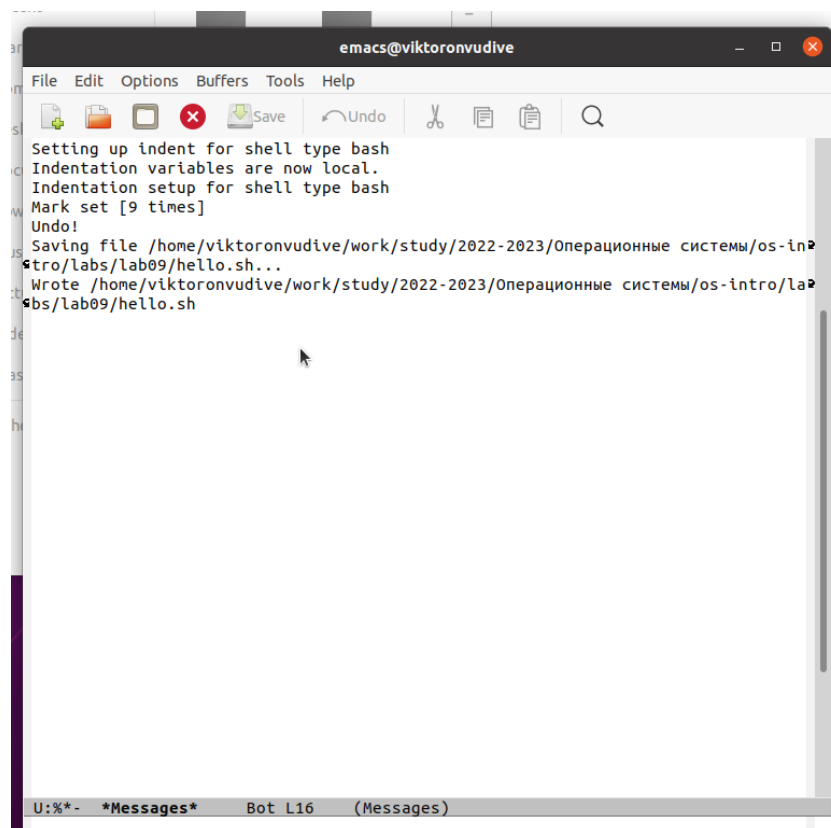 emacs@viktoronvudive
File Edit Options Buffers Tools Help
Save Undo
Setting up indent for shell type bash
Indentation variables are now local.
Indentation setup for shell type bash
Mark set [9 times]
Undo!
Saving file /home/viktoronvudive/work/study/2022-2023/Операционные системы/os-in
tro/labs/lab09/hello.sh...
Wrote /home/viktoronvudive/work/study/2022-2023/Операционные системы/os-intro/la
bs/lab09/hello.sh
U:%*- *Messages* Bot L16 (Messages)